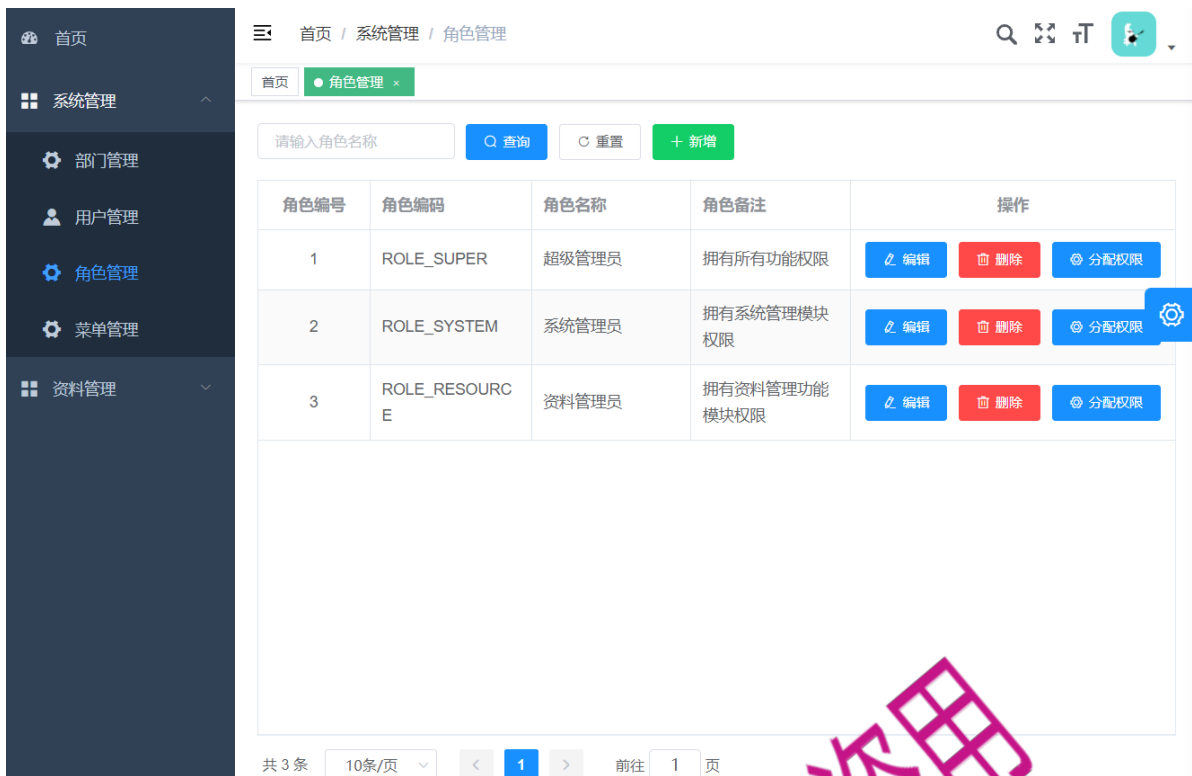 首页
系统管理
部门管理
用户管理
角色管理
菜单管理
资料管理
首页 / 系统管理 / 角色管理
首页 角色管理 ×
请输入角色名称 查询 重置 新增
角色编号 角色编码 角色名称 角色备注 操作
1 ROLE_SUPER 超级管理员 拥有所有功能权限 编辑 删除 分配权限
2 ROLE_SYSTEM 系统管理员 拥有系统管理模块
权限 编辑 删除 分配权限
3 ROLE_RESOURC
E 资料管理员 拥有资料管理功能
模块权限 编辑 删除 分配权限
共 3 条 10条/页 < 1 > 前往 1 页
盗用